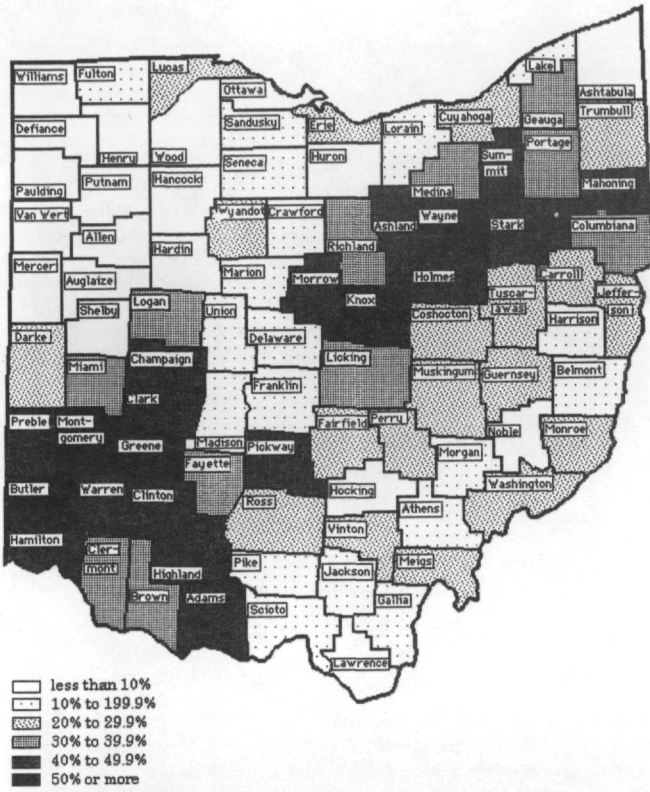 Williams
Fulton
Lucas
Ottawa
Lake
Ashtabula
Defiance
Henry
Wood
Sandusky
Erie
Lorain
Cuyahoga
Geauga
Trumbull
Paulding
Putnam
Hancock
Seneca
Huron
Medina
Sum-
mit
Portage
Mahoning
Van Wert
Allen
Wyandot
Crawford
Richland
Ashland
Wayne
Stark
Columbiana
Mercer
Auglaize
Hardin
Marion
Morrow
Holmes
Tuscar-
awas
Carroll
Jeffer-
son
Shelby
Logan
Union
Knox
Coshocton
Harrison
Darke
Miami
Champaign
Delaware
Licking
Muskingum
Guernsey
Belmont
Clark
Franklin
Preble
Mont-
gomery
Greene
Madison
Pickway
Fairfield
Perry
Noble
Monroe
Fayette
Morgan
Butler
Warren
Clinton
Ross
Hocking
Athens
Washington
Hamilton
Cler-
mont
Highland
Vinton
Meigs
Brown
Adams
Pike
Jackson
Gallia
Scioto
Lawrence
less than 10%
10% to 199.9%
20% to 29.9%
30% to 39.9%
40% to 49.9%
50% or more